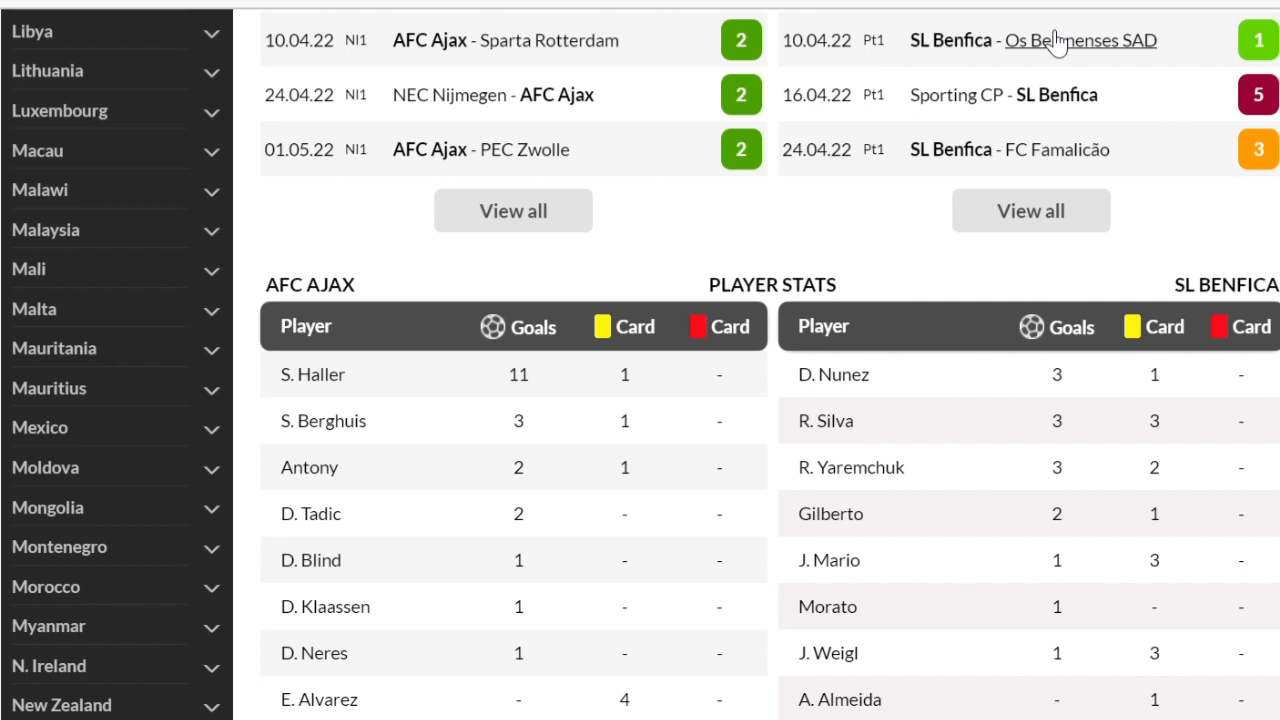 Libya
Lithuania
Luxembourg
Macau
Malawi
Malaysia
Mali
Malta
Mauritania
Mauritius
Mexico
Moldova
Mongolia
Montenegro
Morocco
Myanmar
N. Ireland
New Zealand
10.04.22 Nl1 AFC Ajax - Sparta Rotterdam 2
24.04.22 Nl1 NEC Nijmegen - AFC Ajax 2
01.05.22 Nl1 AFC Ajax - PEC Zwolle 2
View all
10.04.22 Pt1 SL Benfica - Os Belenenses SAD 1
16.04.22 Pt1 Sporting CP - SL Benfica 5
24.04.22 Pt1 SL Benfica - FC Famalicão 3
View all
AFC AJAX PLAYER STATS SL BENFICA
Player Goals Card Card
S. Haller 11 1 -
S. Berghuis 3 1 -
Antony 2 1 -
D. Tadic 2 - -
D. Blind 1 - -
D. Klaassen 1 - -
D. Neres 1 - -
E. Alvarez - 4 -
Player Goals Card Card
D. Nunez 3 1 -
R. Silva 3 3 -
R. Yaremchuk 3 2 -
Gilberto 2 1 -
J. Mario 1 3 -
Morato 1 - -
J. Weigl 1 3 -
A. Almeida - 1 -